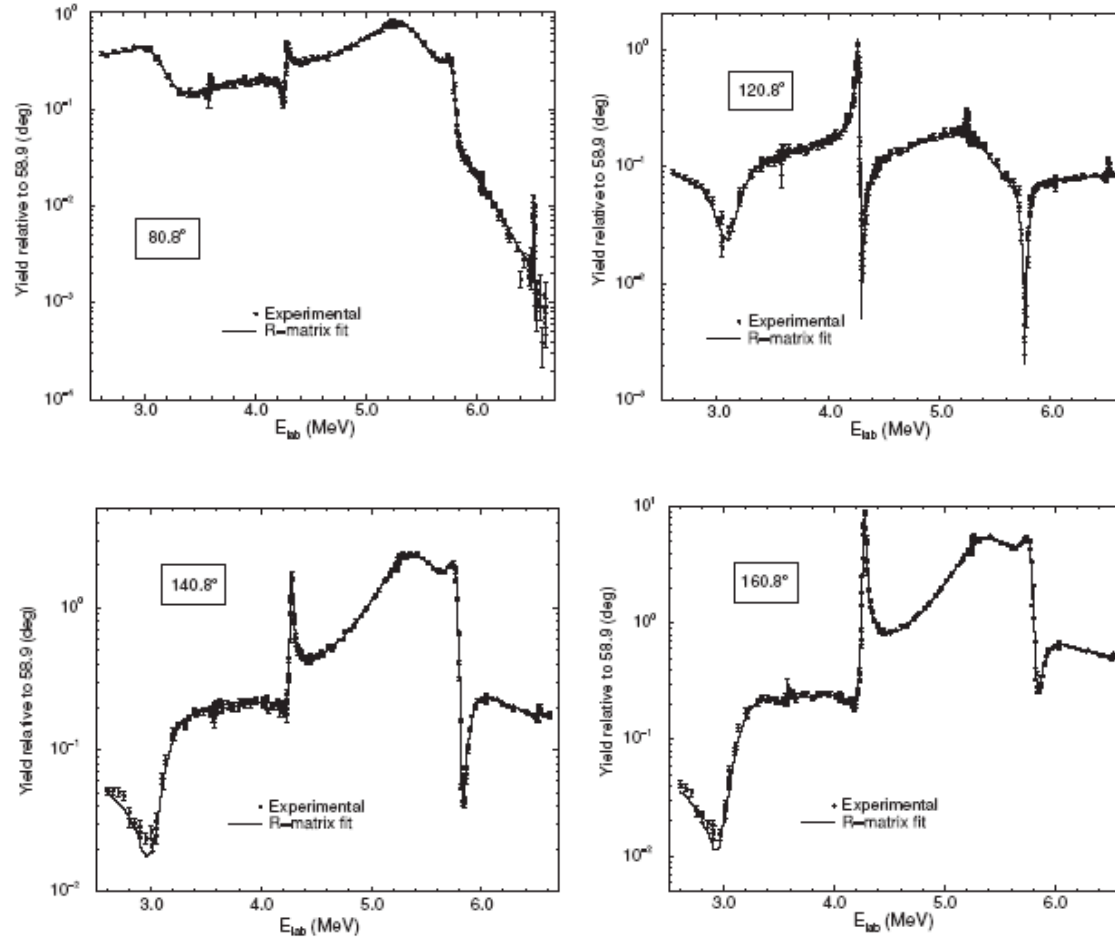 Yield relative to 58.9 (deg)
10⁰
10⁻¹
10⁻²
10⁻³
10⁻⁴
80.8°
Experimental
R−matrix fit
3.0 4.0 5.0 6.0
E_lab (MeV)
Yield relative to 58.9 (deg)
10⁰
10⁻¹
10⁻²
10⁻³
120.8°
Experimental
R−matrix fit
3.0 4.0 5.0 6.0
E_lab (MeV)
Yield relative to 58.9 (deg)
10⁰
10⁻¹
10⁻²
140.8°
Experimental
R−matrix fit
3.0 4.0 5.0 6.0
E_lab (MeV)
Yield relative to 58.9 (deg)
10¹
10⁰
10⁻¹
10⁻²
160.8°
Experimental
R−matrix fit
3.0 4.0 5.0 6.0
E_lab (MeV)